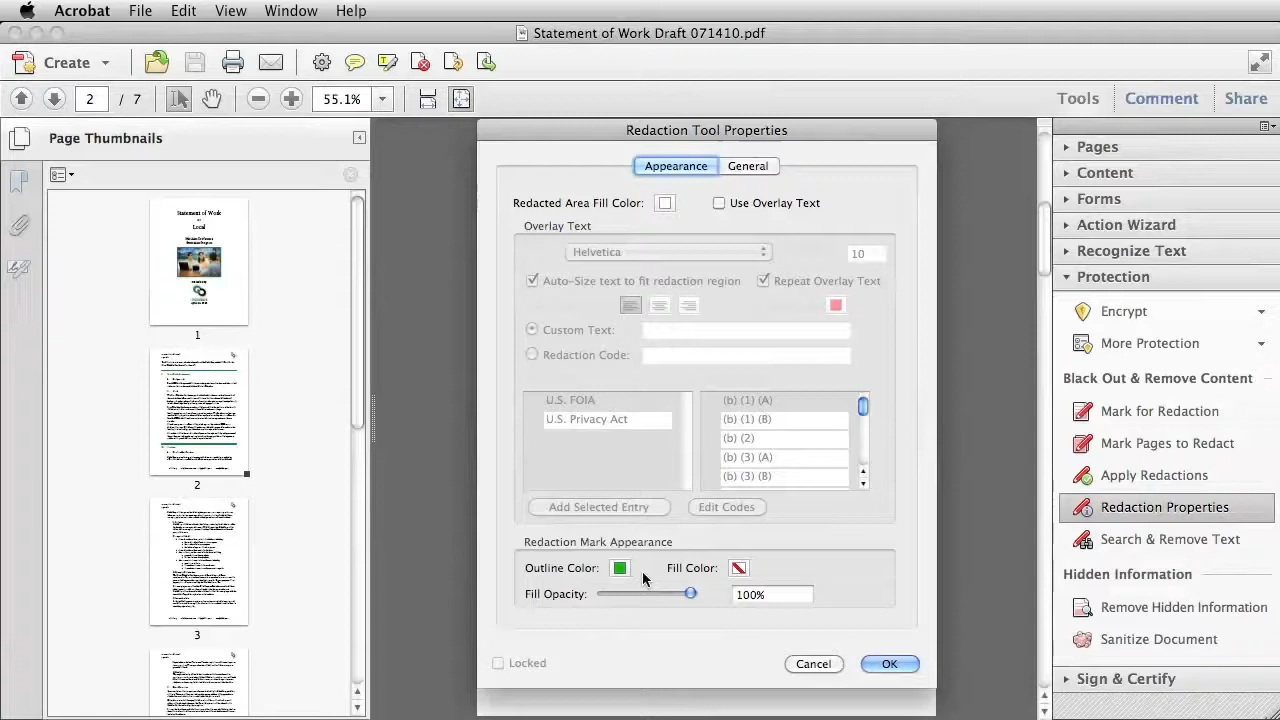 Acrobat File Edit View Window Help
Statement of Work Draft 071410.pdf
Create
2 / 7 55.1% Tools Comment Share
Page Thumbnails
Statement of Work
Local
1
2
3
Redaction Tool Properties
Appearance General
Redacted Area Fill Color: Use Overlay Text
Overlay Text
Helvetica 10
Auto-Size text to fit redaction region Repeat Overlay Text
Custom Text:
Redaction Code:
U.S. FOIA
U.S. Privacy Act
(b) (1) (A)
(b) (1) (B)
(b) (2)
(b) (3) (A)
(b) (3) (B)
Add Selected Entry Edit Codes
Redaction Mark Appearance
Outline Color: Fill Color:
Fill Opacity: 100%
Locked Cancel OK
Pages
Content
Forms
Action Wizard
Recognize Text
Protection
Encrypt
More Protection
Black Out & Remove Content
Mark for Redaction
Mark Pages to Redact
Apply Redactions
Redaction Properties
Search & Remove Text
Hidden Information
Remove Hidden Information
Sanitize Document
Sign & Certify